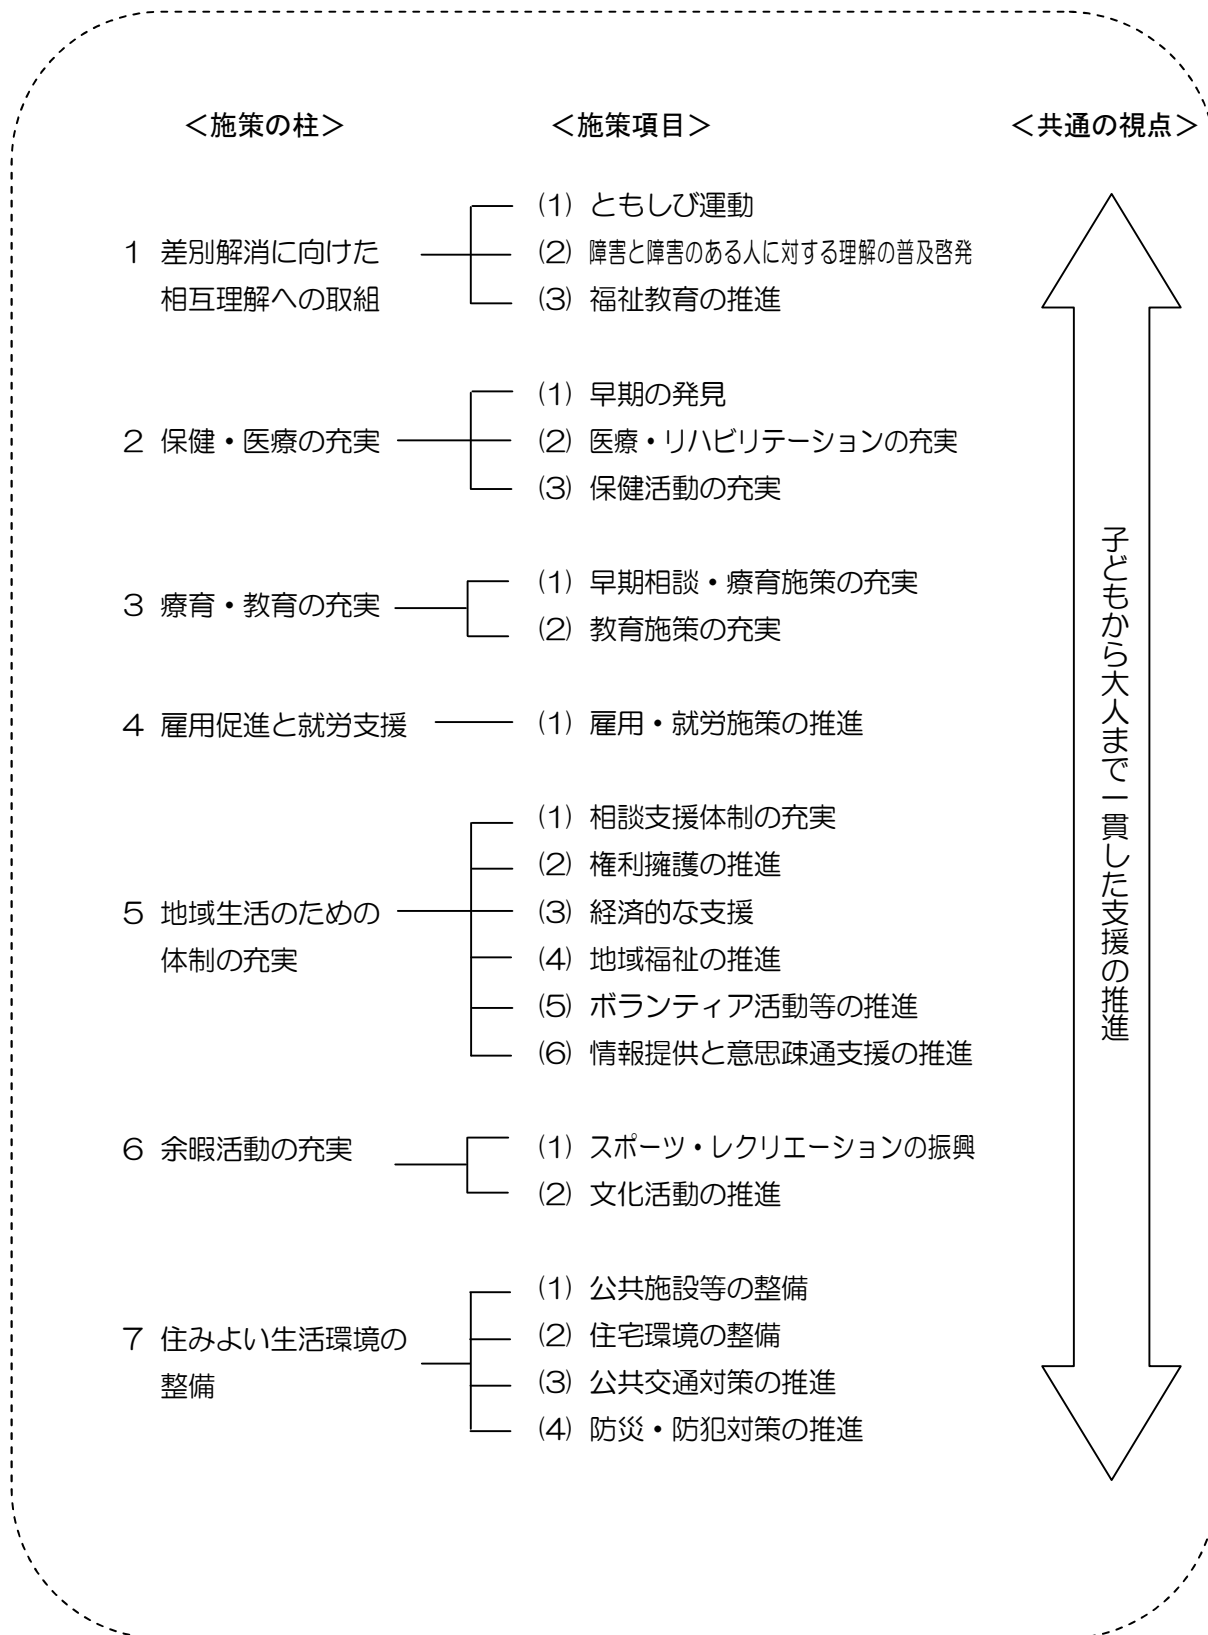 ＜施策の柱＞
＜施策項目＞
＜共通の視点＞
１ 差別解消に向けた
相互理解への取組
(1) ともしび運動
(2) 障害と障害のある人に対する理解の普及啓発
(3) 福祉教育の推進
２ 保健・医療の充実
(1) 早期の発見
(2) 医療・リハビリテーションの充実
(3) 保健活動の充実
３ 療育・教育の充実
(1) 早期相談・療育施策の充実
(2) 教育施策の充実
４ 雇用促進と就労支援
(1) 雇用・就労施策の推進
５ 地域生活のための
体制の充実
(1) 相談支援体制の充実
(2) 権利擁護の推進
(3) 経済的な支援
(4) 地域福祉の推進
(5) ボランティア活動等の推進
(6) 情報提供と意思疎通支援の推進
６ 余暇活動の充実
(1) スポーツ・レクリエーションの振興
(2) 文化活動の推進
７ 住みよい生活環境の
整備
(1) 公共施設等の整備
(2) 住宅環境の整備
(3) 公共交通対策の推進
(4) 防災・防犯対策の推進
子どもから大人まで一貫した支援の推進